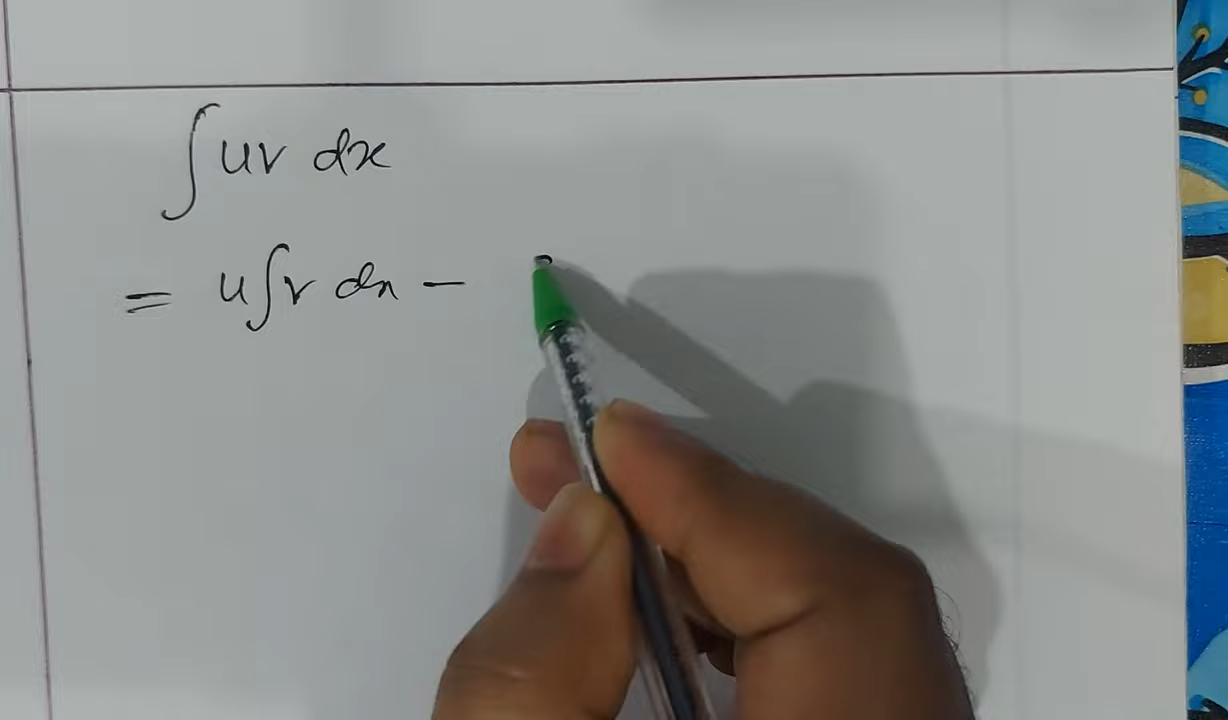 ∫uv dx
= u∫v dx –